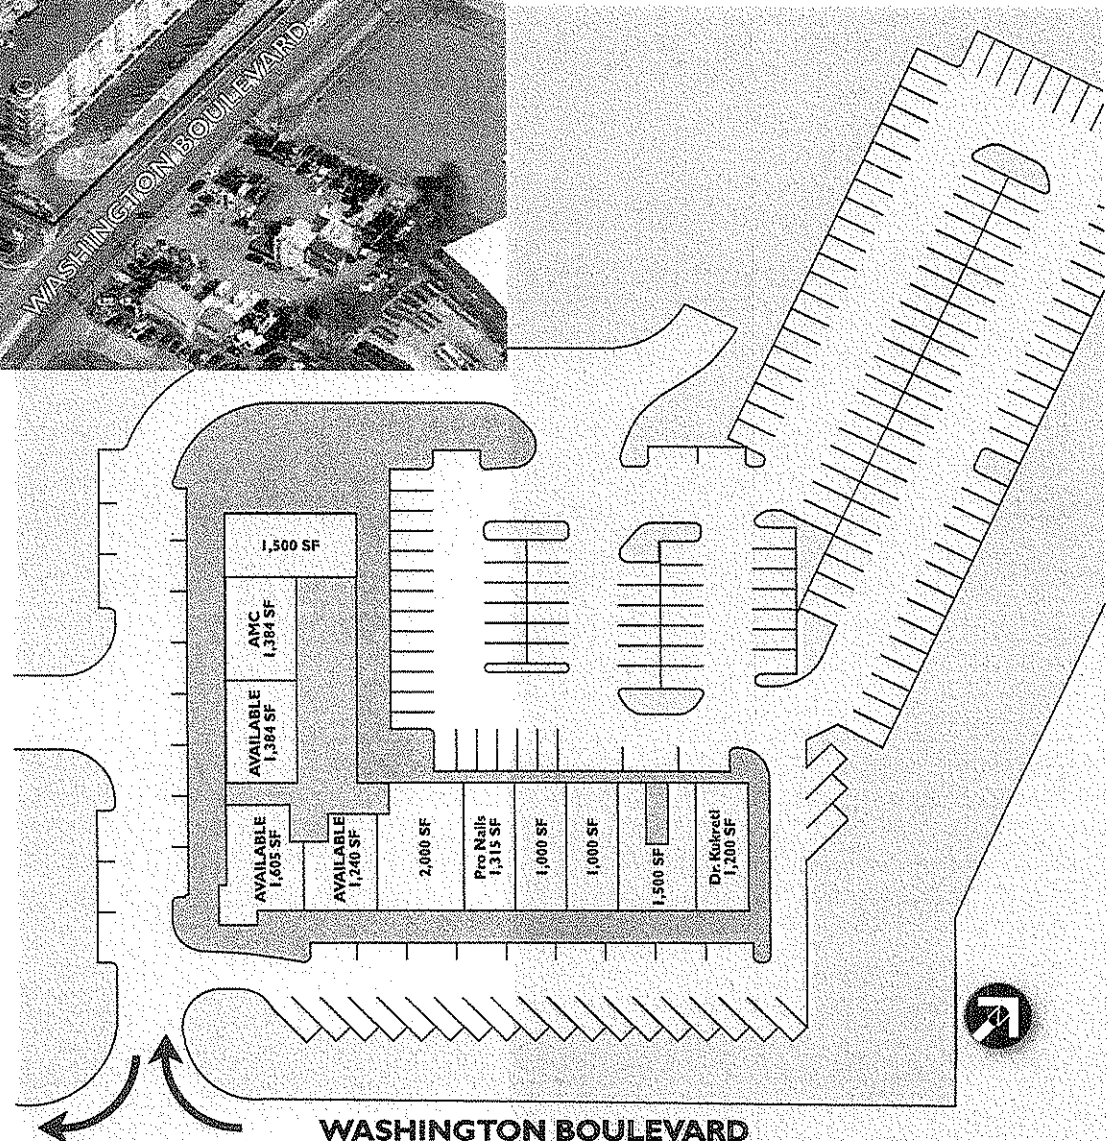 WASHINGTON BOULEVARD
1,500 SF
AMC
1,384 SF
AVAILABLE
1,384 SF
AVAILABLE
1,605 SF
AVAILABLE
1,240 SF
2,000 SF
Pro Nails
1,315 SF
1,000 SF
1,000 SF
1,500 SF
Dr. Kukreti
1,200 SF
WASHINGTON BOULEVARD